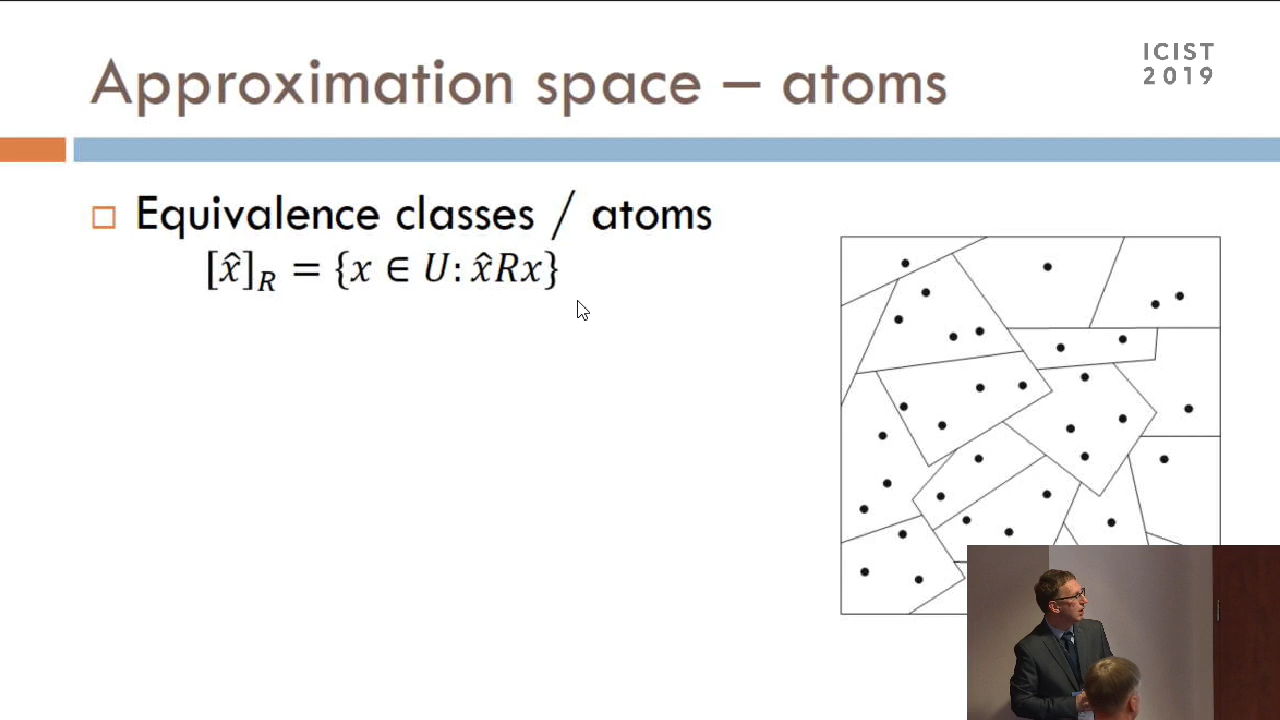 Approximation space – atoms
ICIST
2019
Equivalence classes / atoms
[x̂]_R = {x ∈ U: x̂Rx}